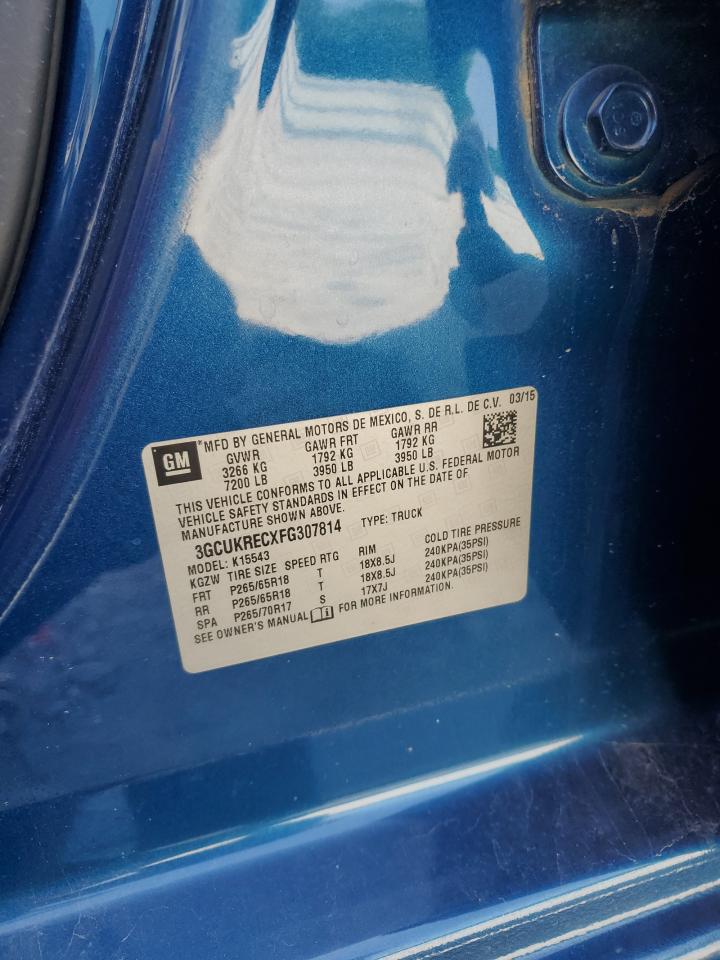 GM
*MFD BY GENERAL MOTORS DE MEXICO, S. DE R.L. DE C.V. 03/15
GVWR GAWR FRT GAWR RR
3266 KG 1792 KG 1792 KG
7200 LB 3950 LB 3950 LB
THIS VEHICLE CONFORMS TO ALL APPLICABLE U.S. FEDERAL MOTOR
VEHICLE SAFETY STANDARDS IN EFFECT ON THE DATE OF
MANUFACTURE SHOWN ABOVE.
3GCUKRECXFG307814 TYPE: TRUCK
MODEL: K15543
KGZW TIRE SIZE SPEED RTG RIM COLD TIRE PRESSURE
FRT P265/65R18 T 18X8.5J 240KPA(35PSI)
RR P265/65R18 T 18X8.5J 240KPA(35PSI)
SPA P265/70R17 S 17X7J 240KPA(35PSI)
SEE OWNER'S MANUAL FOR MORE INFORMATION.